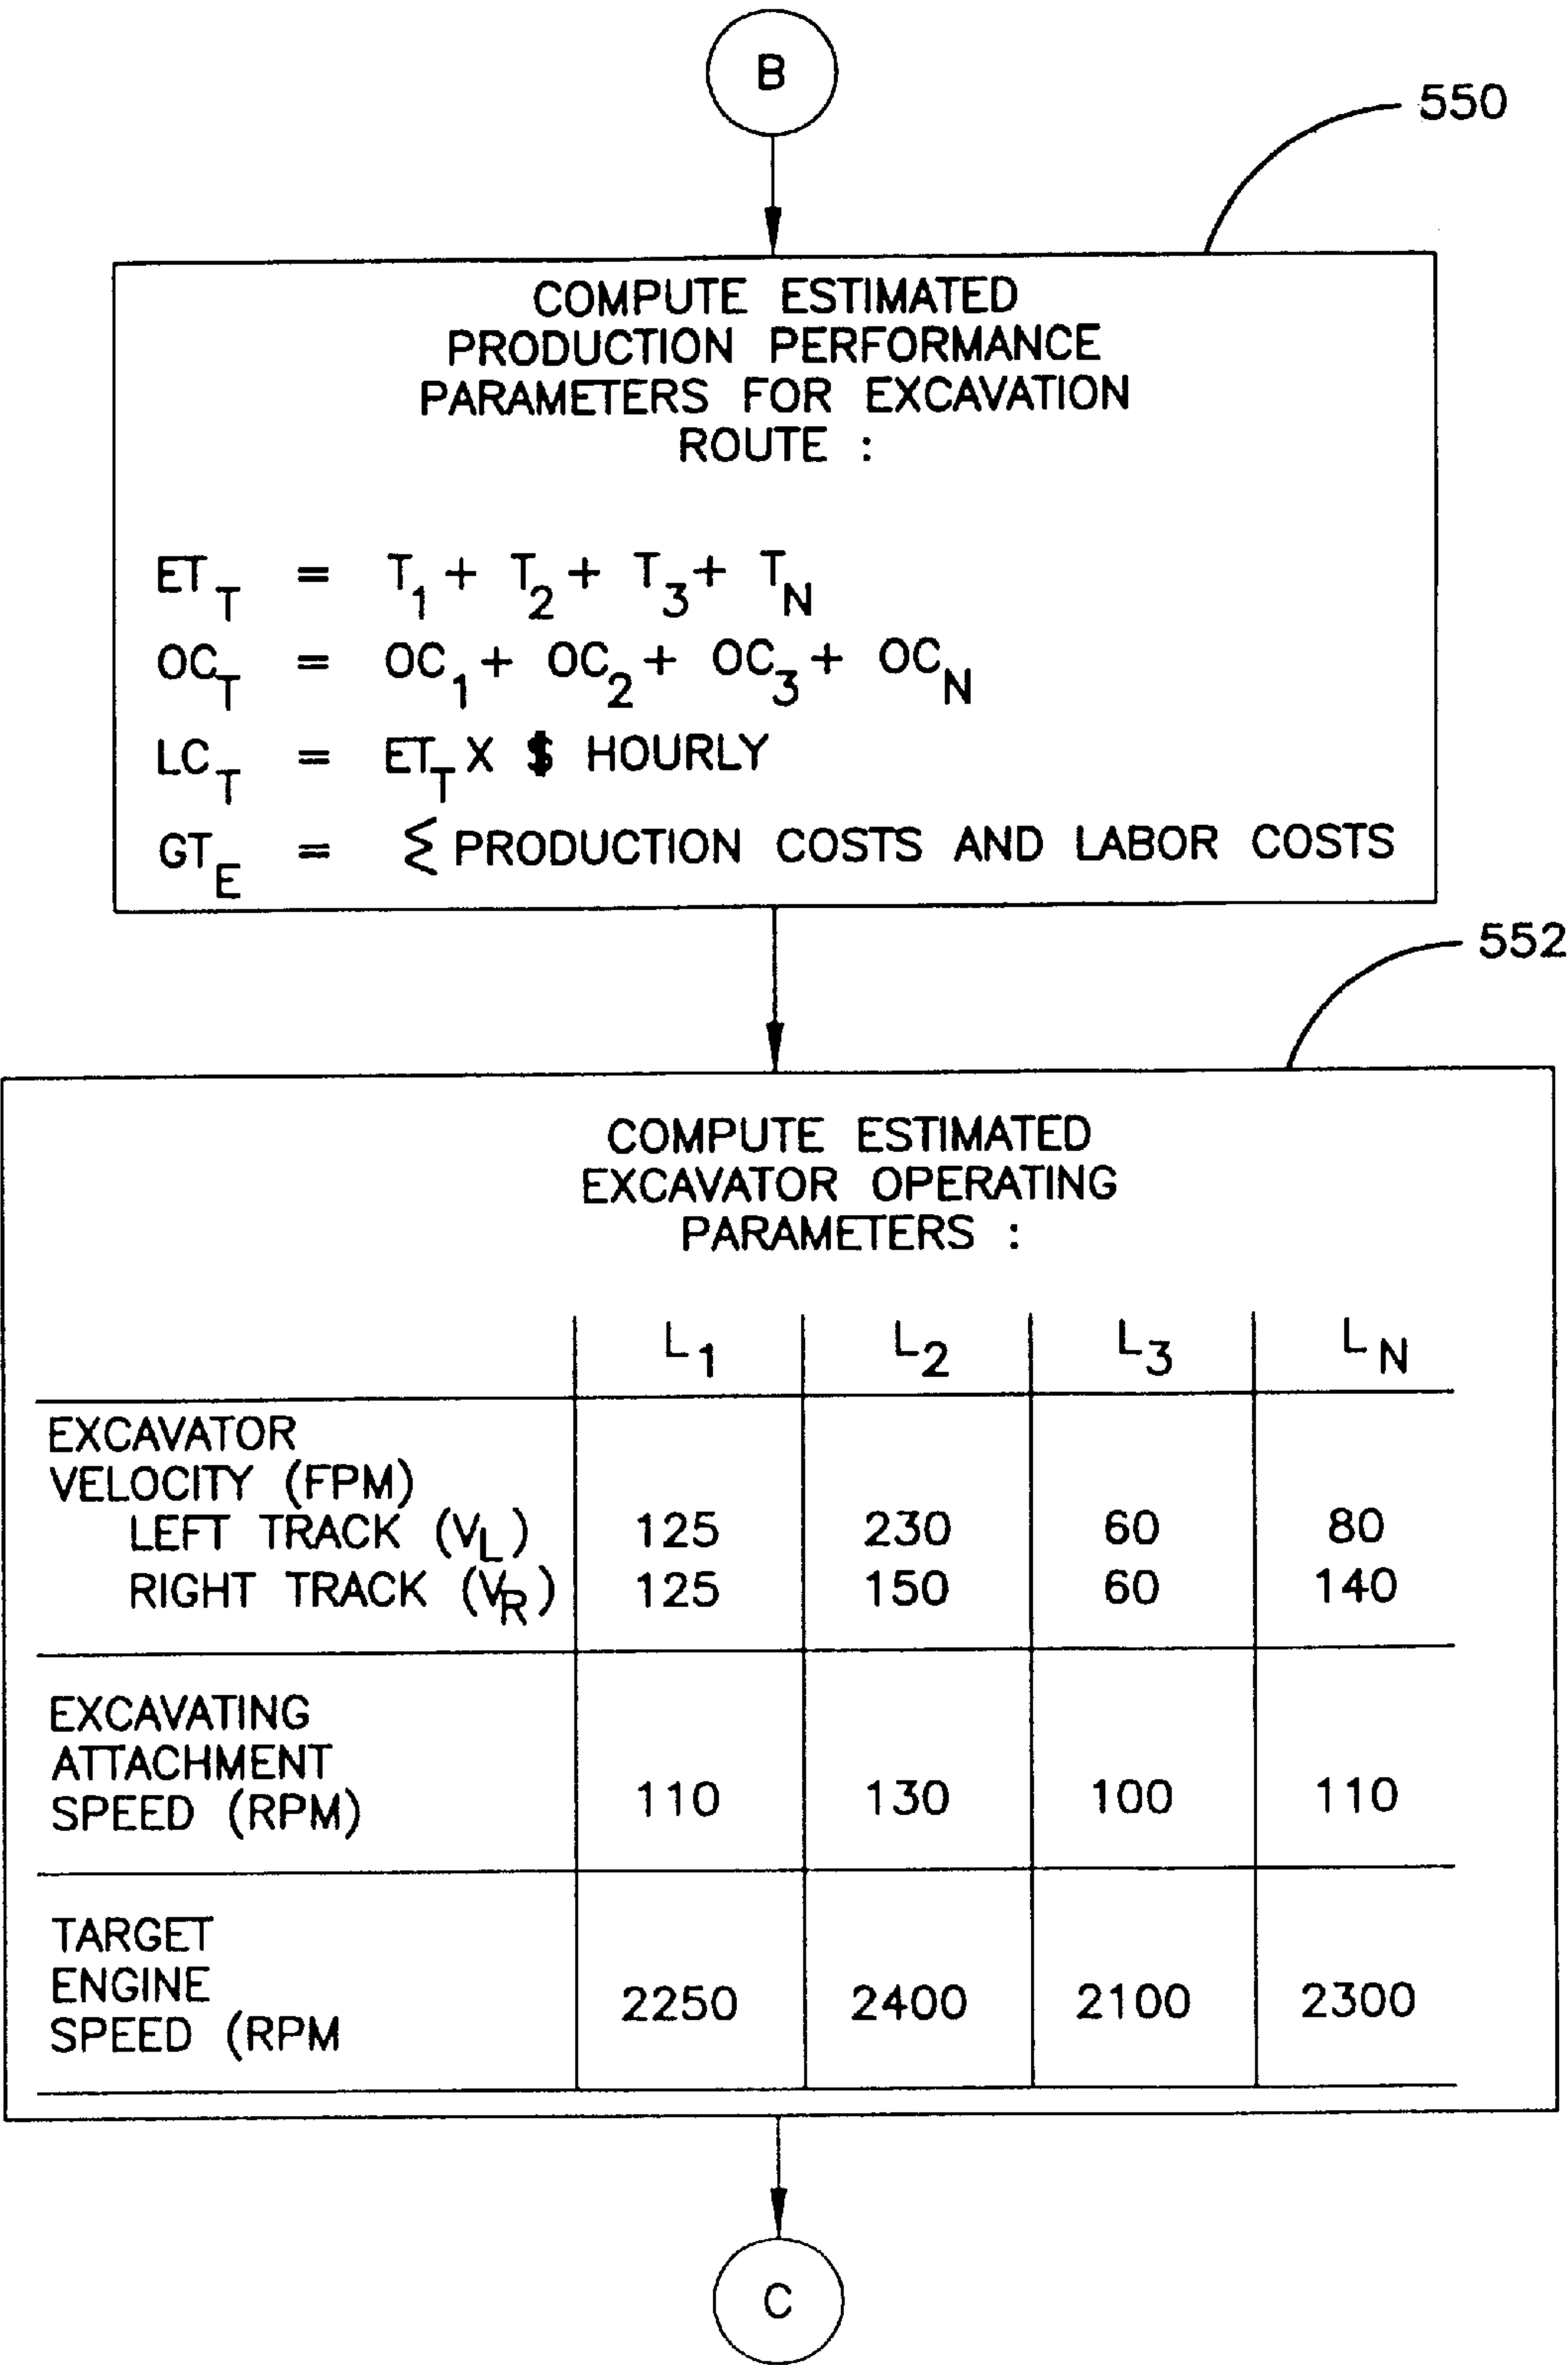 B
550
COMPUTE ESTIMATED
PRODUCTION PERFORMANCE
PARAMETERS FOR EXCAVATION
ROUTE :
ET_T = T_1 + T_2 + T_3 + T_N
OC_T = OC_1 + OC_2 + OC_3 + OC_N
LC_T = ET_T X $ HOURLY
GT_E = Σ PRODUCTION COSTS AND LABOR COSTS
552
COMPUTE ESTIMATED
EXCAVATOR OPERATING
PARAMETERS :
L_1 L_2 L_3 L_N
EXCAVATOR
VELOCITY (FPM)
LEFT TRACK (V_L) 125 230 60 80
RIGHT TRACK (V_R) 125 150 60 140
EXCAVATING
ATTACHMENT
SPEED (RPM) 110 130 100 110
TARGET
ENGINE
SPEED (RPM 2250 2400 2100 2300
C